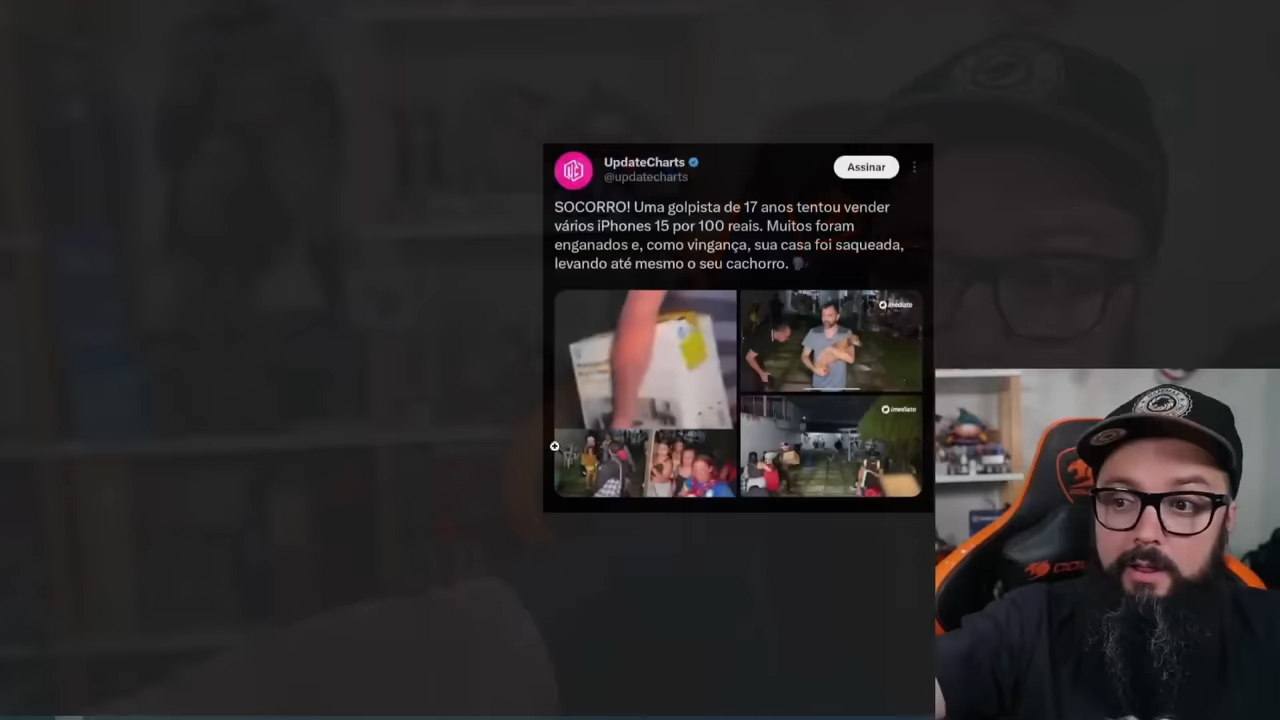 UpdateCharts
@updatecharts
Assinar
SOCORRO! Uma golpista de 17 anos tentou vender
vários iPhones 15 por 100 reais. Muitos foram
enganados e, como vingança, sua casa foi saqueada,
levando até mesmo o seu cachorro.
imediato
imediato